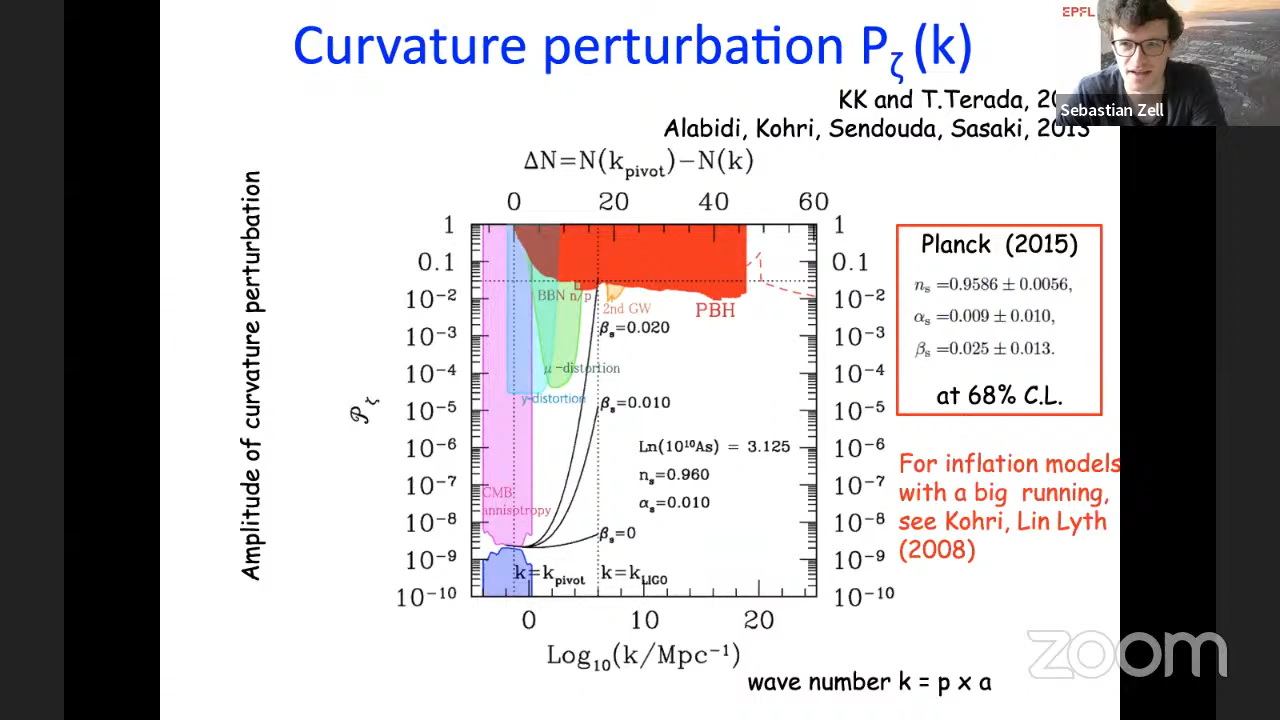 EPFL
Curvature perturbation Pζ (k)
KK and T.Terada, 20
Sebastian Zell
Alabidi, Kohri, Sendouda, Sasaki, 2013
ΔN=N(kpivot)−N(k)
0 20 40 60
Amplitude of curvature perturbation
𝒫ζ
1
0.1
10⁻²
10⁻³
10⁻⁴
10⁻⁵
10⁻⁶
10⁻⁷
10⁻⁸
10⁻⁹
10⁻¹⁰
BBN n/p
2nd GW
PBH
βs=0.020
μ-distortion
y-distortion
βs=0.010
Ln(10¹⁰As) = 3.125
ns=0.960
αs=0.010
CMB
annisotropy
βs=0
k=kpivot k=kLIGO
1
0.1
10⁻²
10⁻³
10⁻⁴
10⁻⁵
10⁻⁶
10⁻⁷
10⁻⁸
10⁻⁹
10⁻¹⁰
0 10 20
Log₁₀(k/Mpc⁻¹)
Planck (2015)
ns =0.9586 ± 0.0056,
αs =0.009 ± 0.010,
βs =0.025 ± 0.013.
at 68% C.L.
For inflation models
with a big running,
see Kohri, Lin Lyth
(2008)
zoom
wave number k = p x a